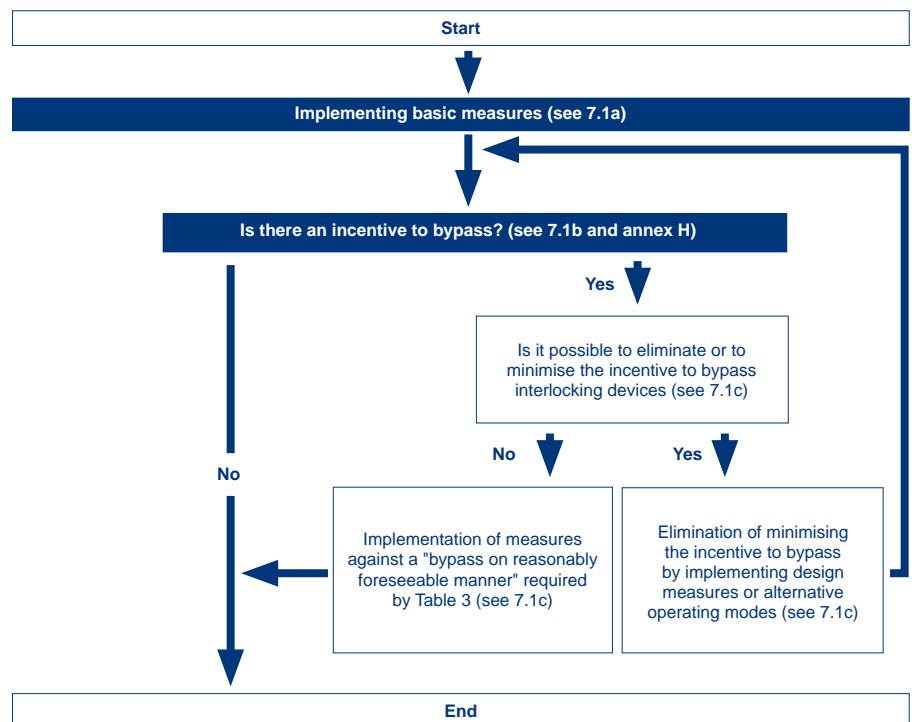 Start
Implementing basic measures (see 7.1a)
Is there an incentive to bypass? (see 7.1b and annex H)
Yes
Is it possible to eliminate or to
minimise the incentive to bypass
interlocking devices (see 7.1c)
No
Yes
No
Implementation of measures
against a "bypass on reasonably
foreseeable manner" required
by Table 3 (see 7.1c)
Elimination of minimising
the incentive to bypass
by implementing design
measures or alternative
operating modes (see 7.1c)
End